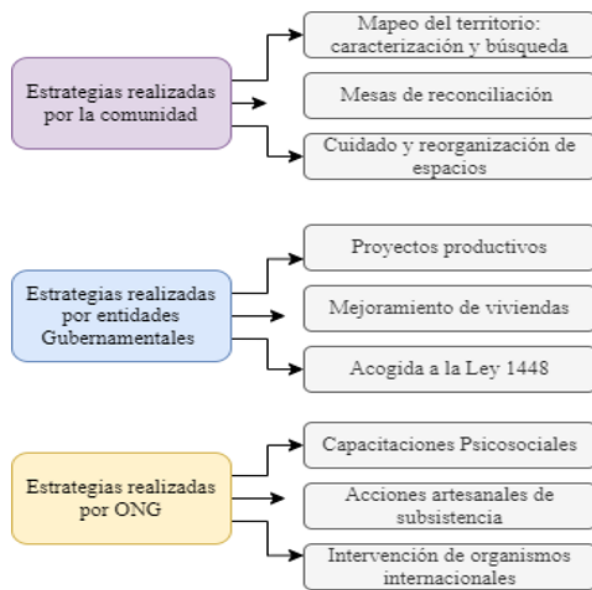 Estrategias realizadas
por la comunidad
Mapeo del territorio:
caracterización y búsqueda
Mesas de reconciliación
Cuidado y reorganización de
espacios
Estrategias realizadas
por entidades
Gubernamentales
Proyectos productivos
Mejoramiento de viviendas
Acogida a la Ley 1448
Estrategias realizadas
por ONG
Capacitaciones Psicosociales
Acciones artesanales de
subsistencia
Intervención de organismos
internacionales